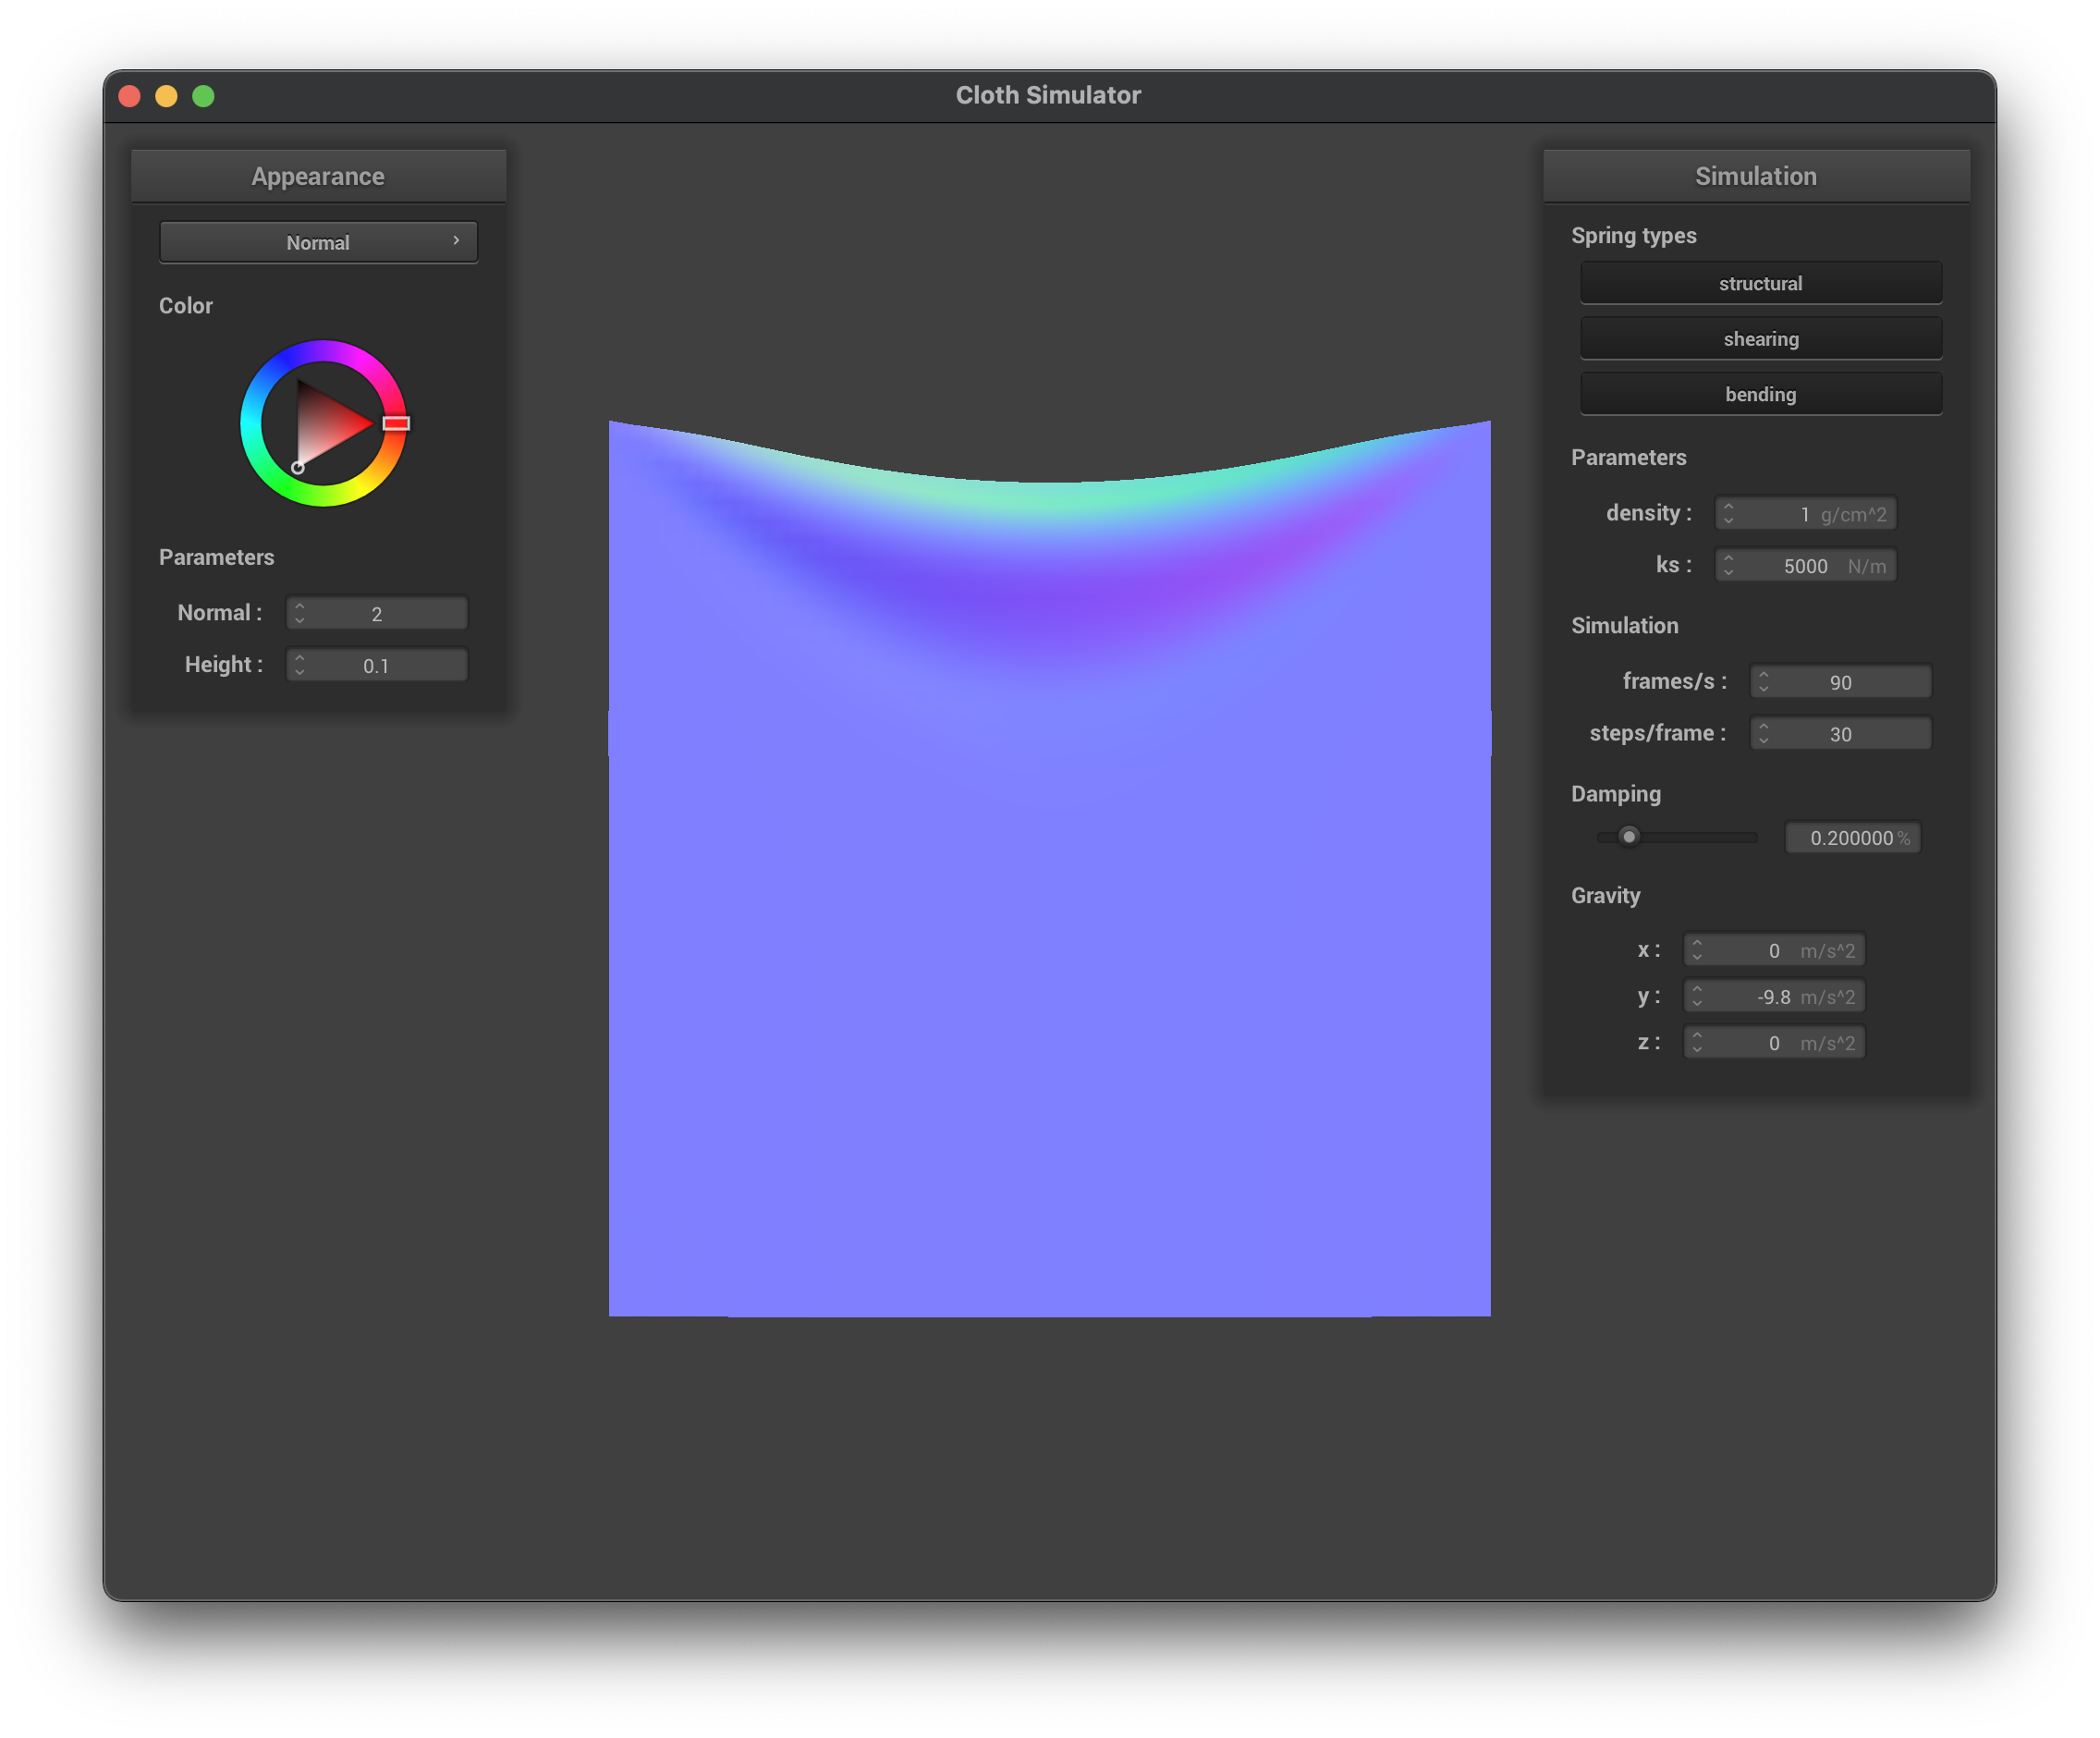 Cloth Simulator
Appearance
Normal
Color
Parameters
Normal : 2
Height : 0.1
Simulation
Spring types
structural
shearing
bending
Parameters
density : 1 g/cm^2
ks : 5000 N/m
Simulation
frames/s : 90
steps/frame : 30
Damping
0.200000 %
Gravity
x : 0 m/s^2
y : -9.8 m/s^2
z : 0 m/s^2